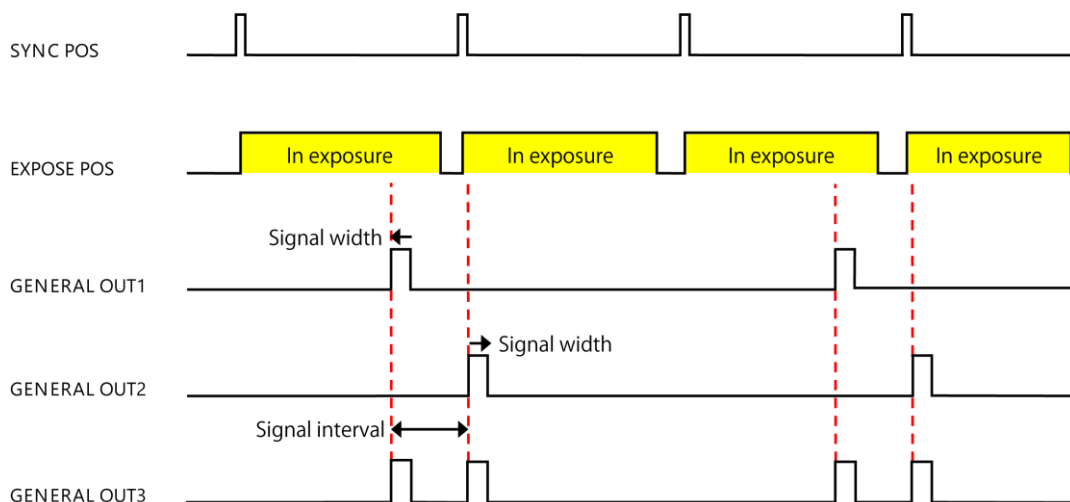 SYNC POS
EXPOSE POS
In exposure
In exposure
In exposure
In exposure
Signal width
GENERAL OUT1
Signal width
GENERAL OUT2
Signal interval
GENERAL OUT3